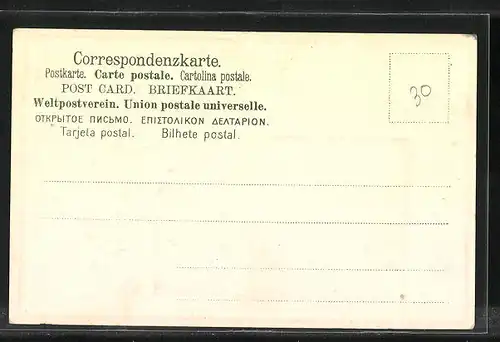 Correspondenzkarte.
Postkarte. Carte postale. Cartolina postale.
POST CARD. BRIEFKAART.
Weltpostverein. Union postale universelle.
ОТКРЫТОЕ ПИСЬМО. ΕΠΙΣΤΟΛΙΚΟΝ ΔΕΛΤΑΡΙΟΝ.
Tarjeta postal. Bilhete postal.
30